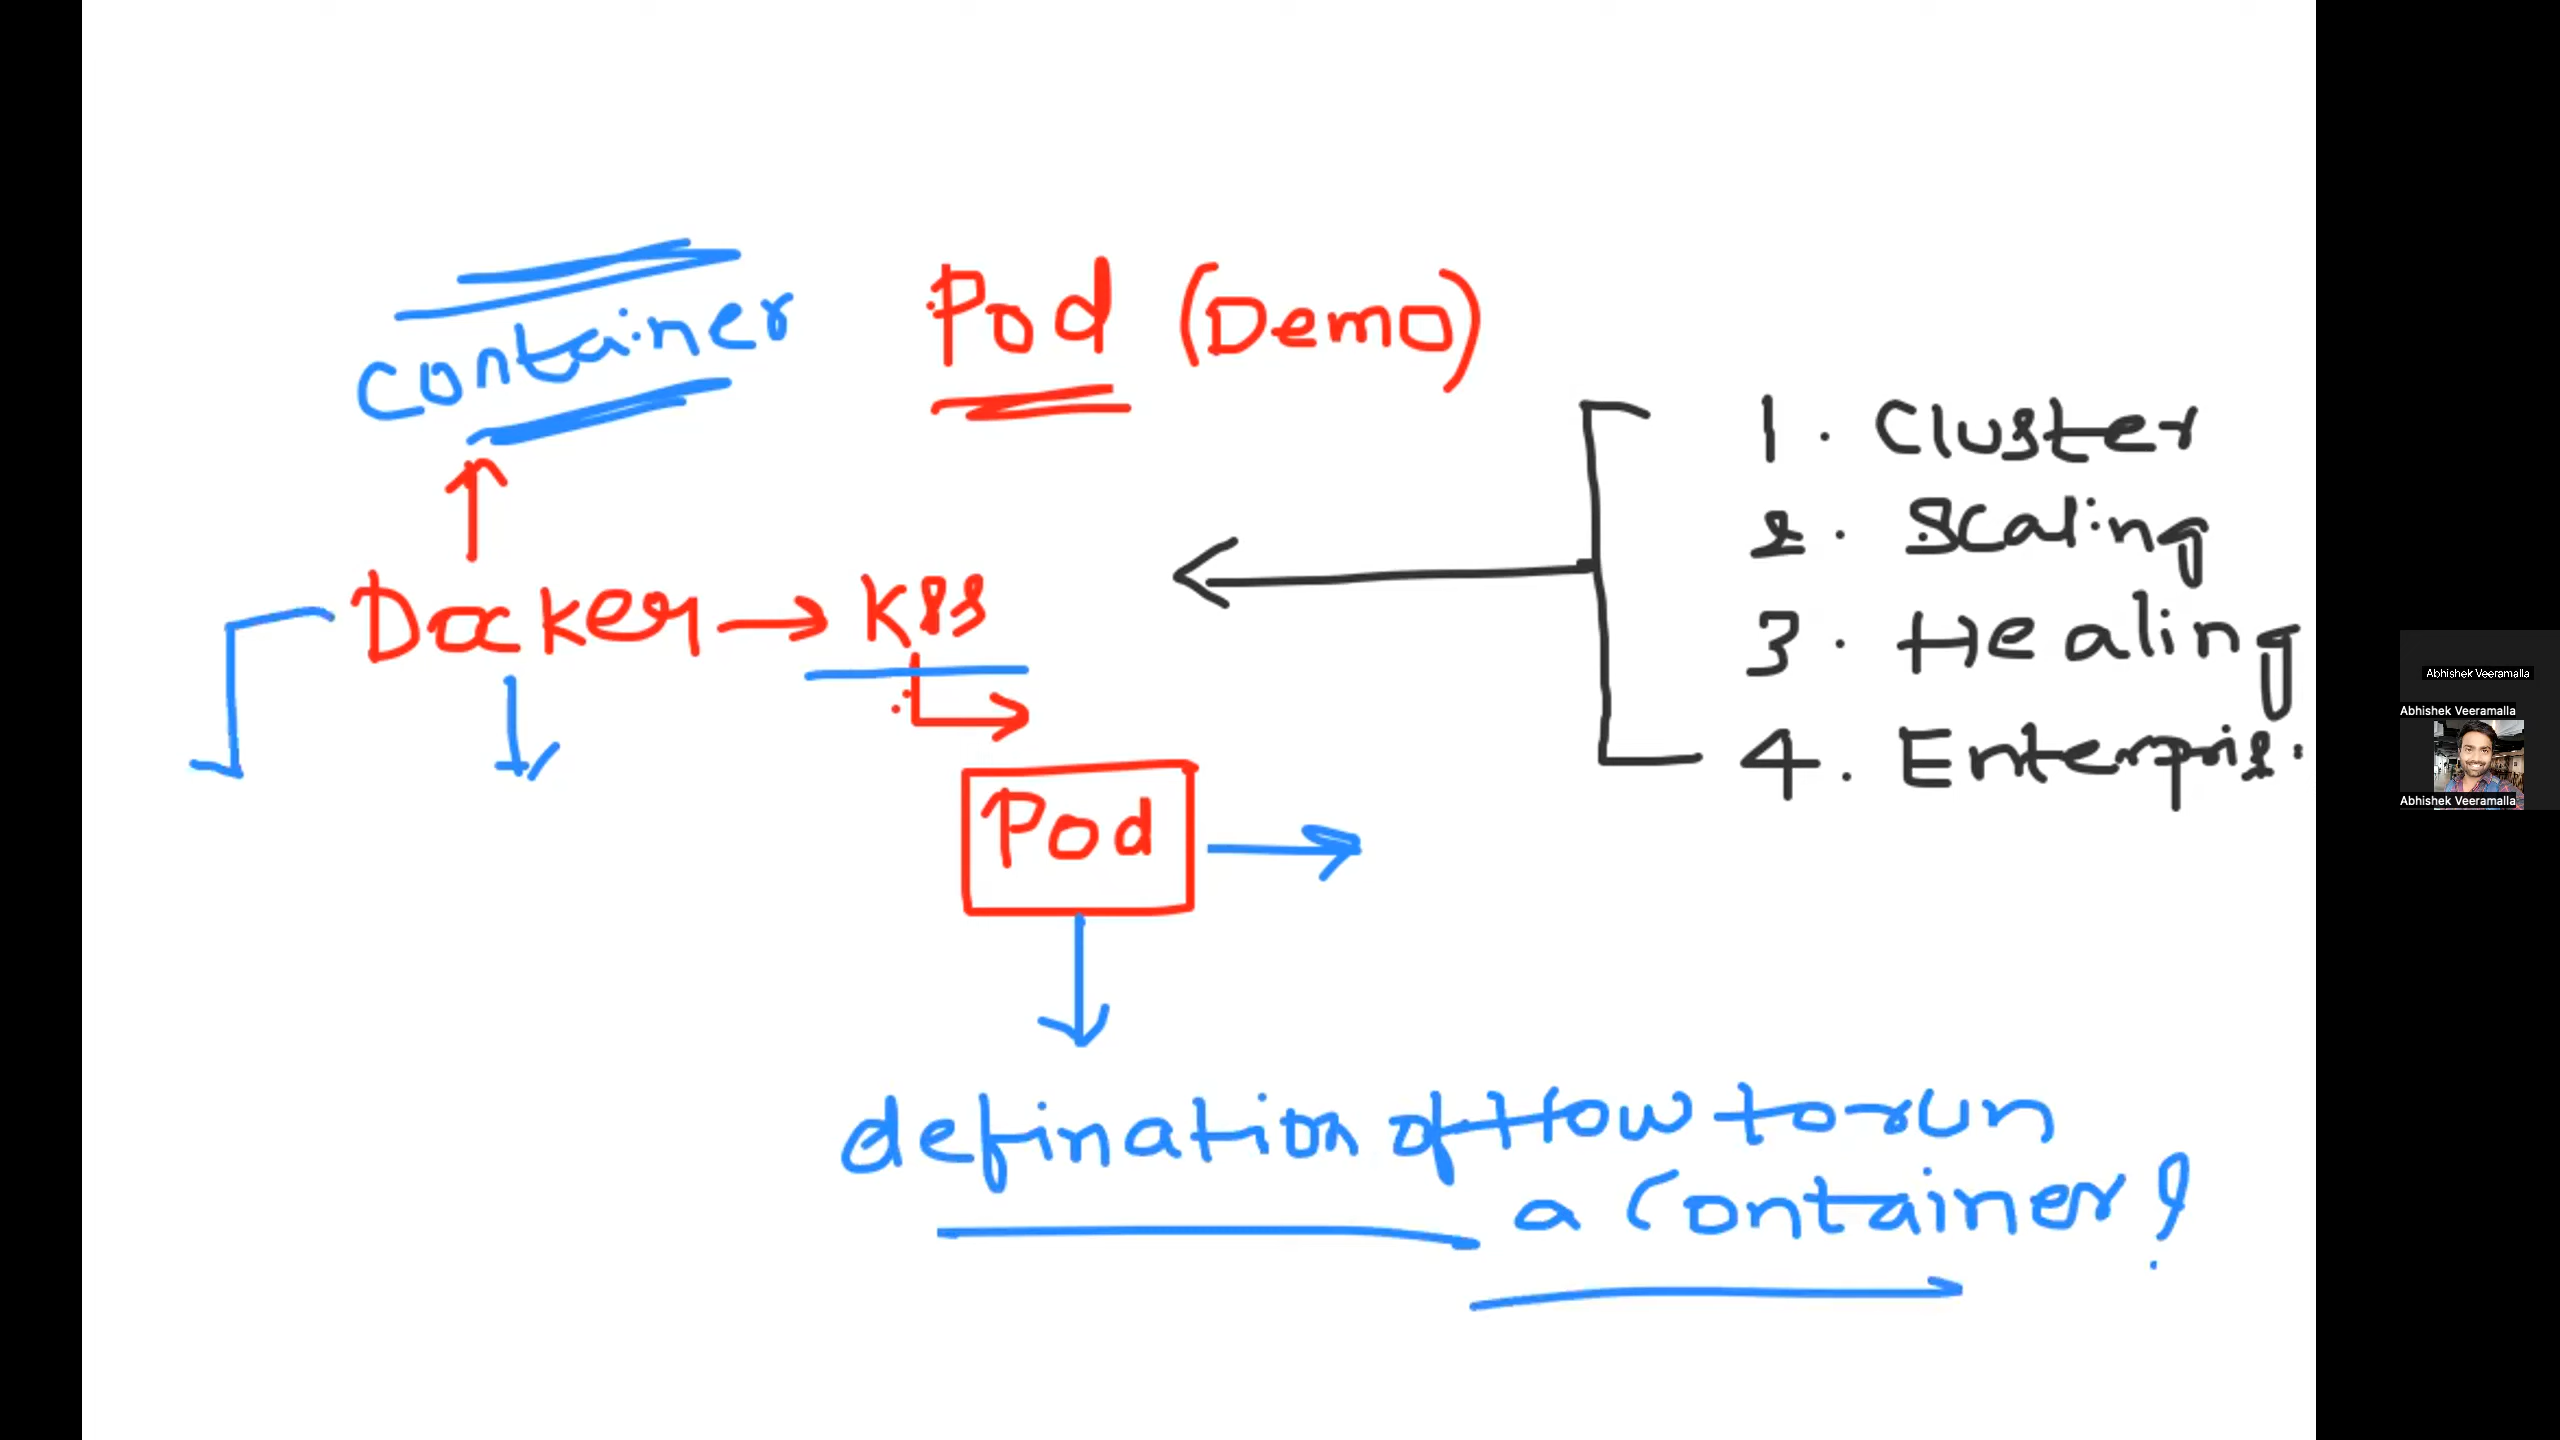 container
Pod (Demo)
1. Cluster
2. Scaling
3. Healing
4. Enterpris.
Docker → K8s
Pod
defination of How to run
a Container?
Abhishek Veeramalla
Abhishek Veeramalla
Abhishek Veeramalla